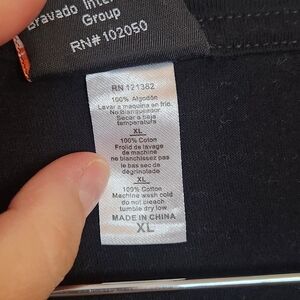 Bravado Inter
Group
RN# 102050
RN 121382
100% Algodón
Lavar a maquina en frio.
No Blanqueador
Secar a baja
temperatura
XL
100% Coton
Froid de lavage
de machine
ne blanchissez pas
le bas sec de
dégringolade
XL
100% Cotton
Machine wash cold
do not bleach
tumble dry low.
MADE IN CHINA
XL